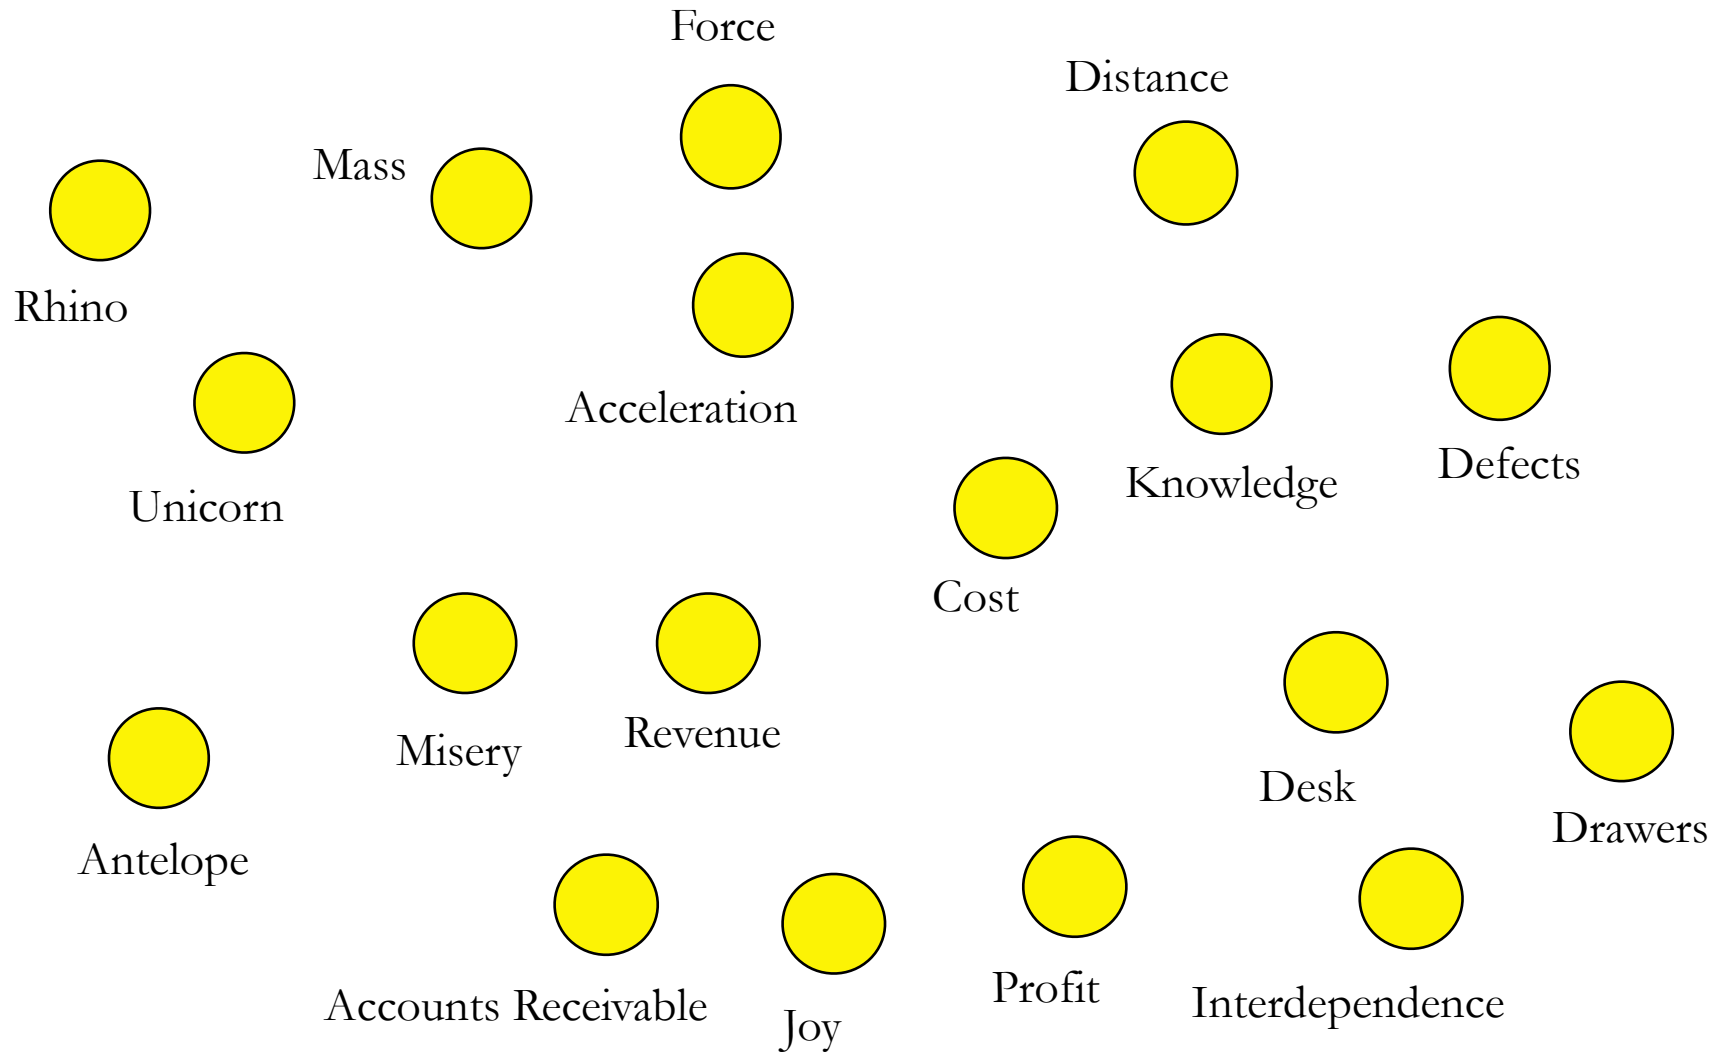 Force
Distance
Mass
Rhino
Acceleration
Defects
Knowledge
Unicorn
Cost
Revenue
Misery
Desk
Drawers
Antelope
Profit
Interdependence
Accounts Receivable
Joy